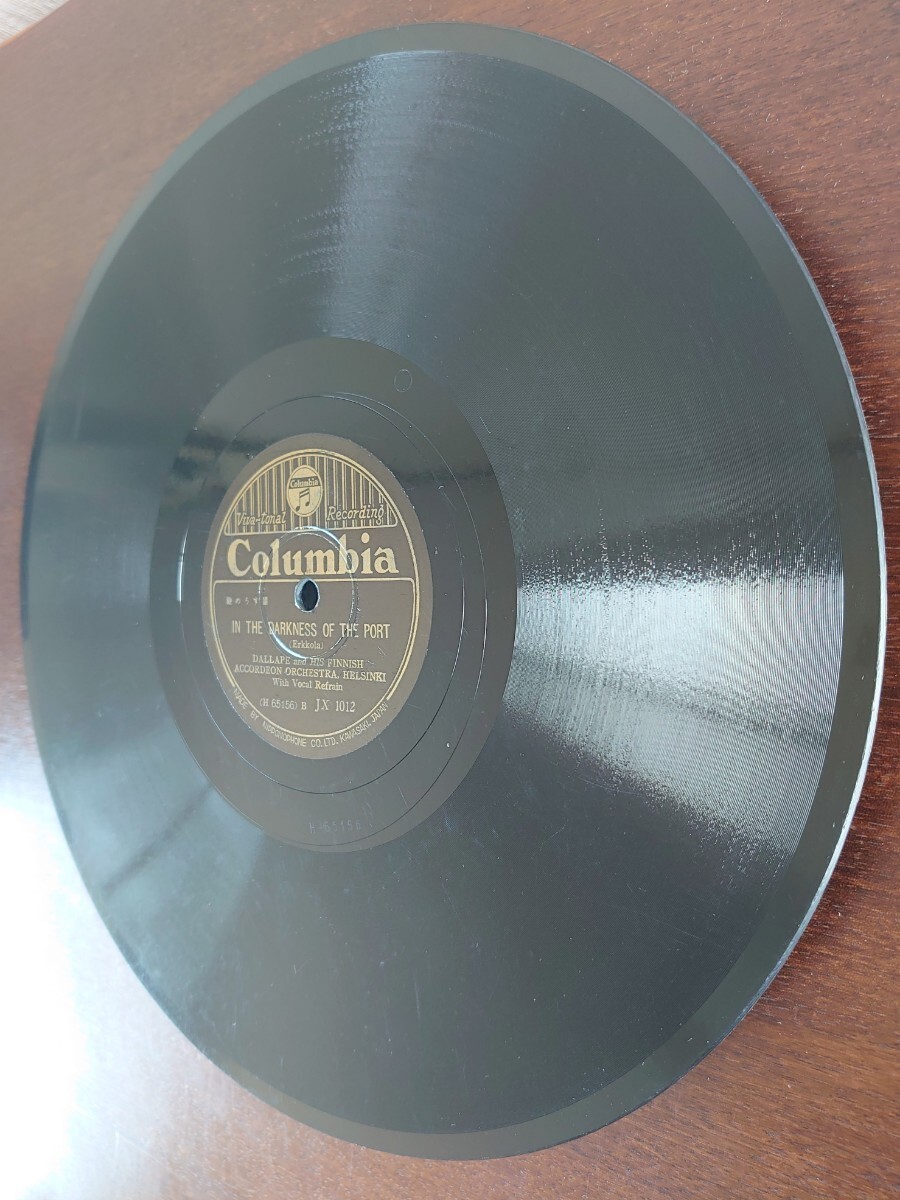 Columbia
Viva-tonal Recording
Columbia
IN THE DARKNESS OF THE PORT
(Erkkola)
DALLAPE and HIS FINNISH
ACCORDEON ORCHESTRA, HELSINKI
With Vocal Refrain
(H 65156) B JX 1012
MADE BY NIPPONOPHONE CO., LTD. KAWASAKI, JAPAN
H-65156